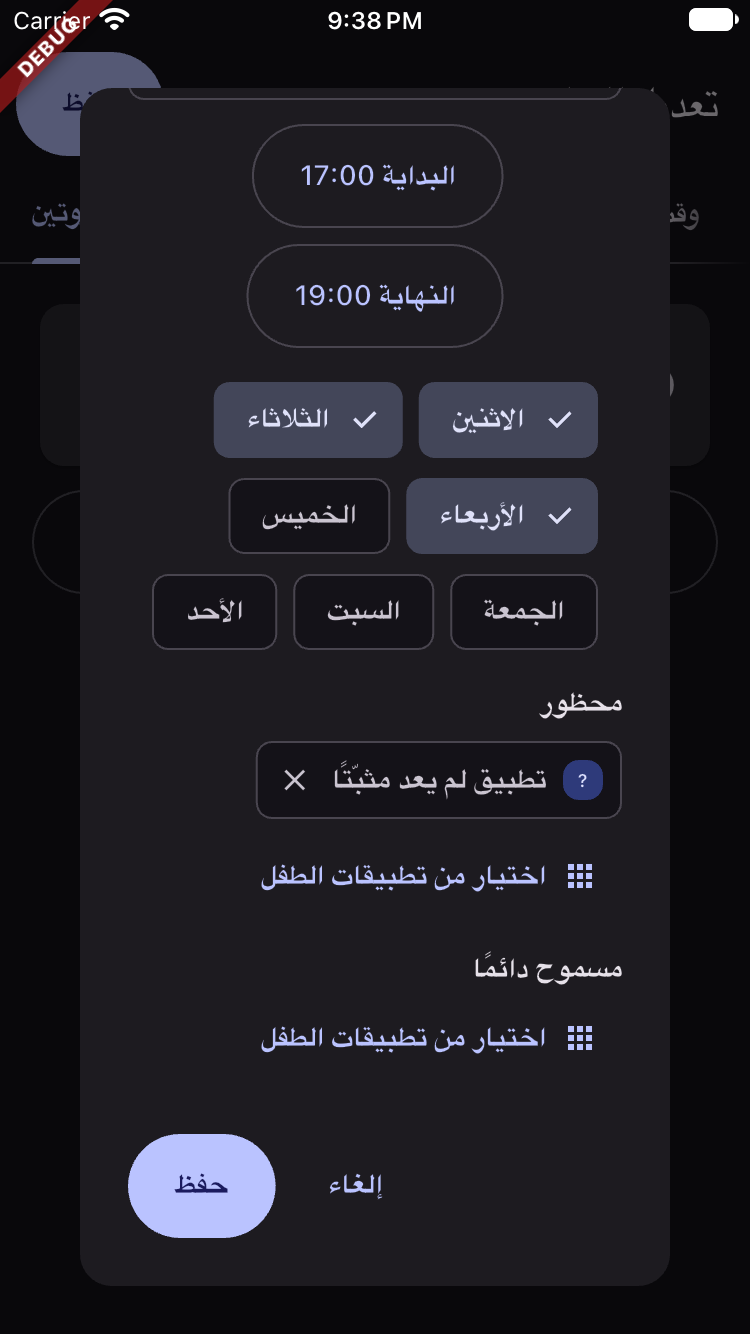 Carrier 9:38 PM
DEBUG
البداية 17:00
النهاية 19:00
الاثنين الثلاثاء
الأربعاء الخميس
الجمعة السبت الأحد
محظور
? تطبيق لم يعد مثبّتًا
اختيار من تطبيقات الطفل
مسموح دائمًا
اختيار من تطبيقات الطفل
إلغاء حفظ